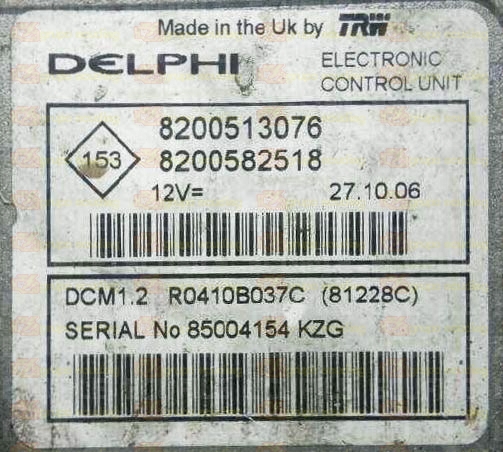 Made in the Uk by TRW
DELPHI
ELECTRONIC
CONTROL UNIT
153
8200513076
8200582518
12V= 27.10.06
DCM1.2 R0410B037C (81228C)
SERIAL No 85004154 KZG